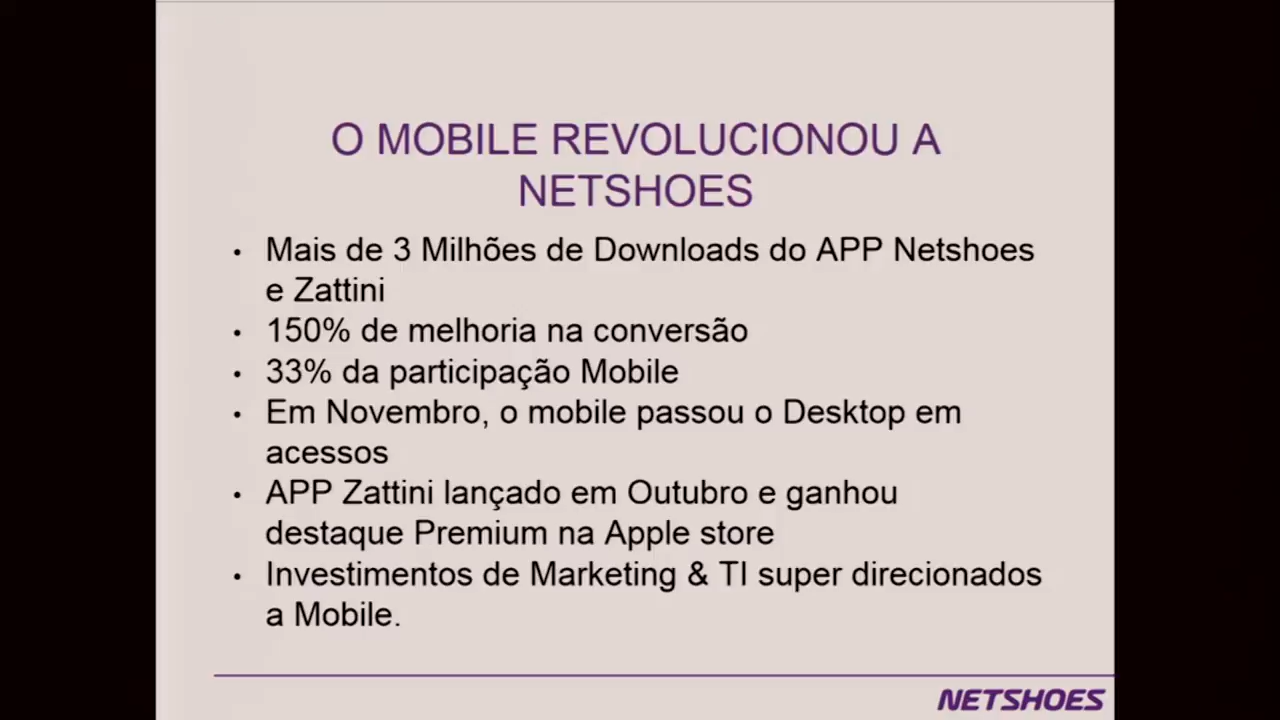 O MOBILE REVOLUCIONOU A
NETSHOES
• Mais de 3 Milhões de Downloads do APP Netshoes
e Zattini
• 150% de melhoria na conversão
• 33% da participação Mobile
• Em Novembro, o mobile passou o Desktop em
acessos
• APP Zattini lançado em Outubro e ganhou
destaque Premium na Apple store
• Investimentos de Marketing & TI super direcionados
a Mobile.
NETSHOES